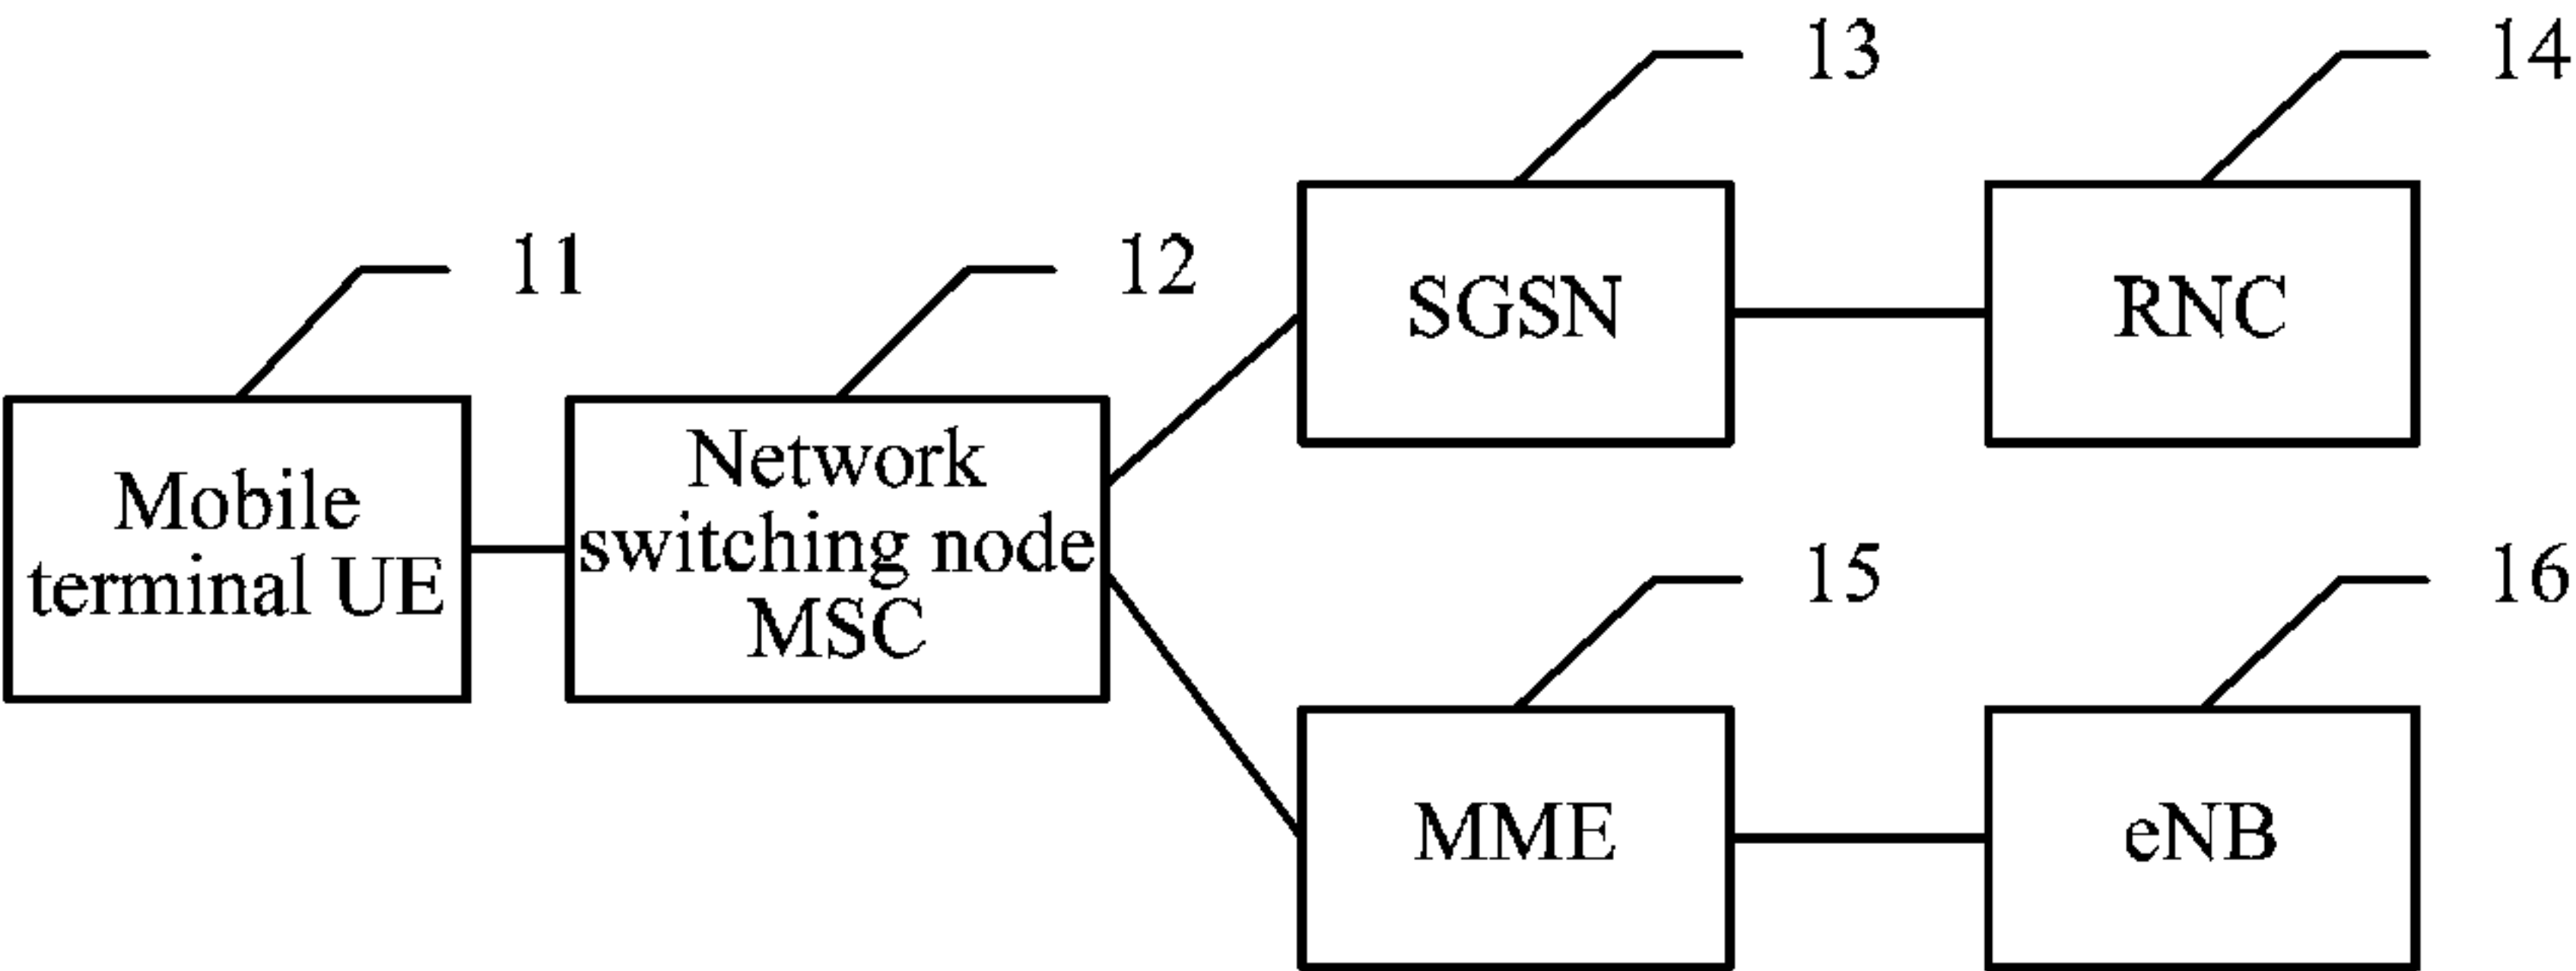 13
14
11
12
SGSN
RNC
Mobile
terminal UE
Network
switching node
MSC
15
16
MME
eNB